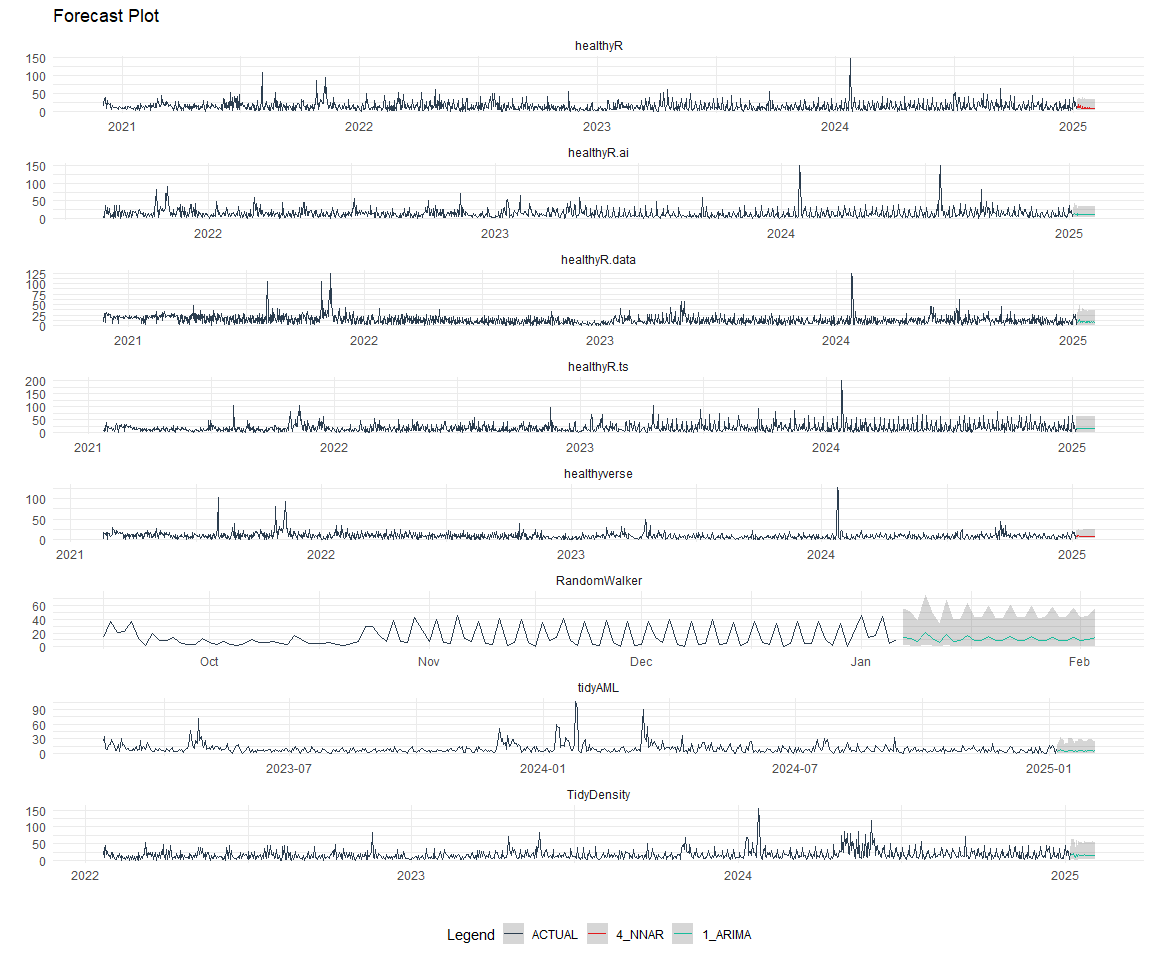 Forecast Plot
healthyR
150
100
50
0
2021 2022 2023 2024 2025
healthyR.ai
150
100
50
0
2022 2023 2024 2025
healthyR.data
125
100
75
50
25
0
2021 2022 2023 2024 2025
healthyR.ts
200
150
100
50
0
2021 2022 2023 2024 2025
healthyverse
100
50
0
2021 2022 2023 2024 2025
RandomWalker
60
40
20
0
Oct Nov Dec Jan Feb
tidyAML
90
60
30
0
2023-07 2024-01 2024-07 2025-01
TidyDensity
150
100
50
0
2022 2023 2024 2025
Legend ACTUAL 4_NNAR 1_ARIMA